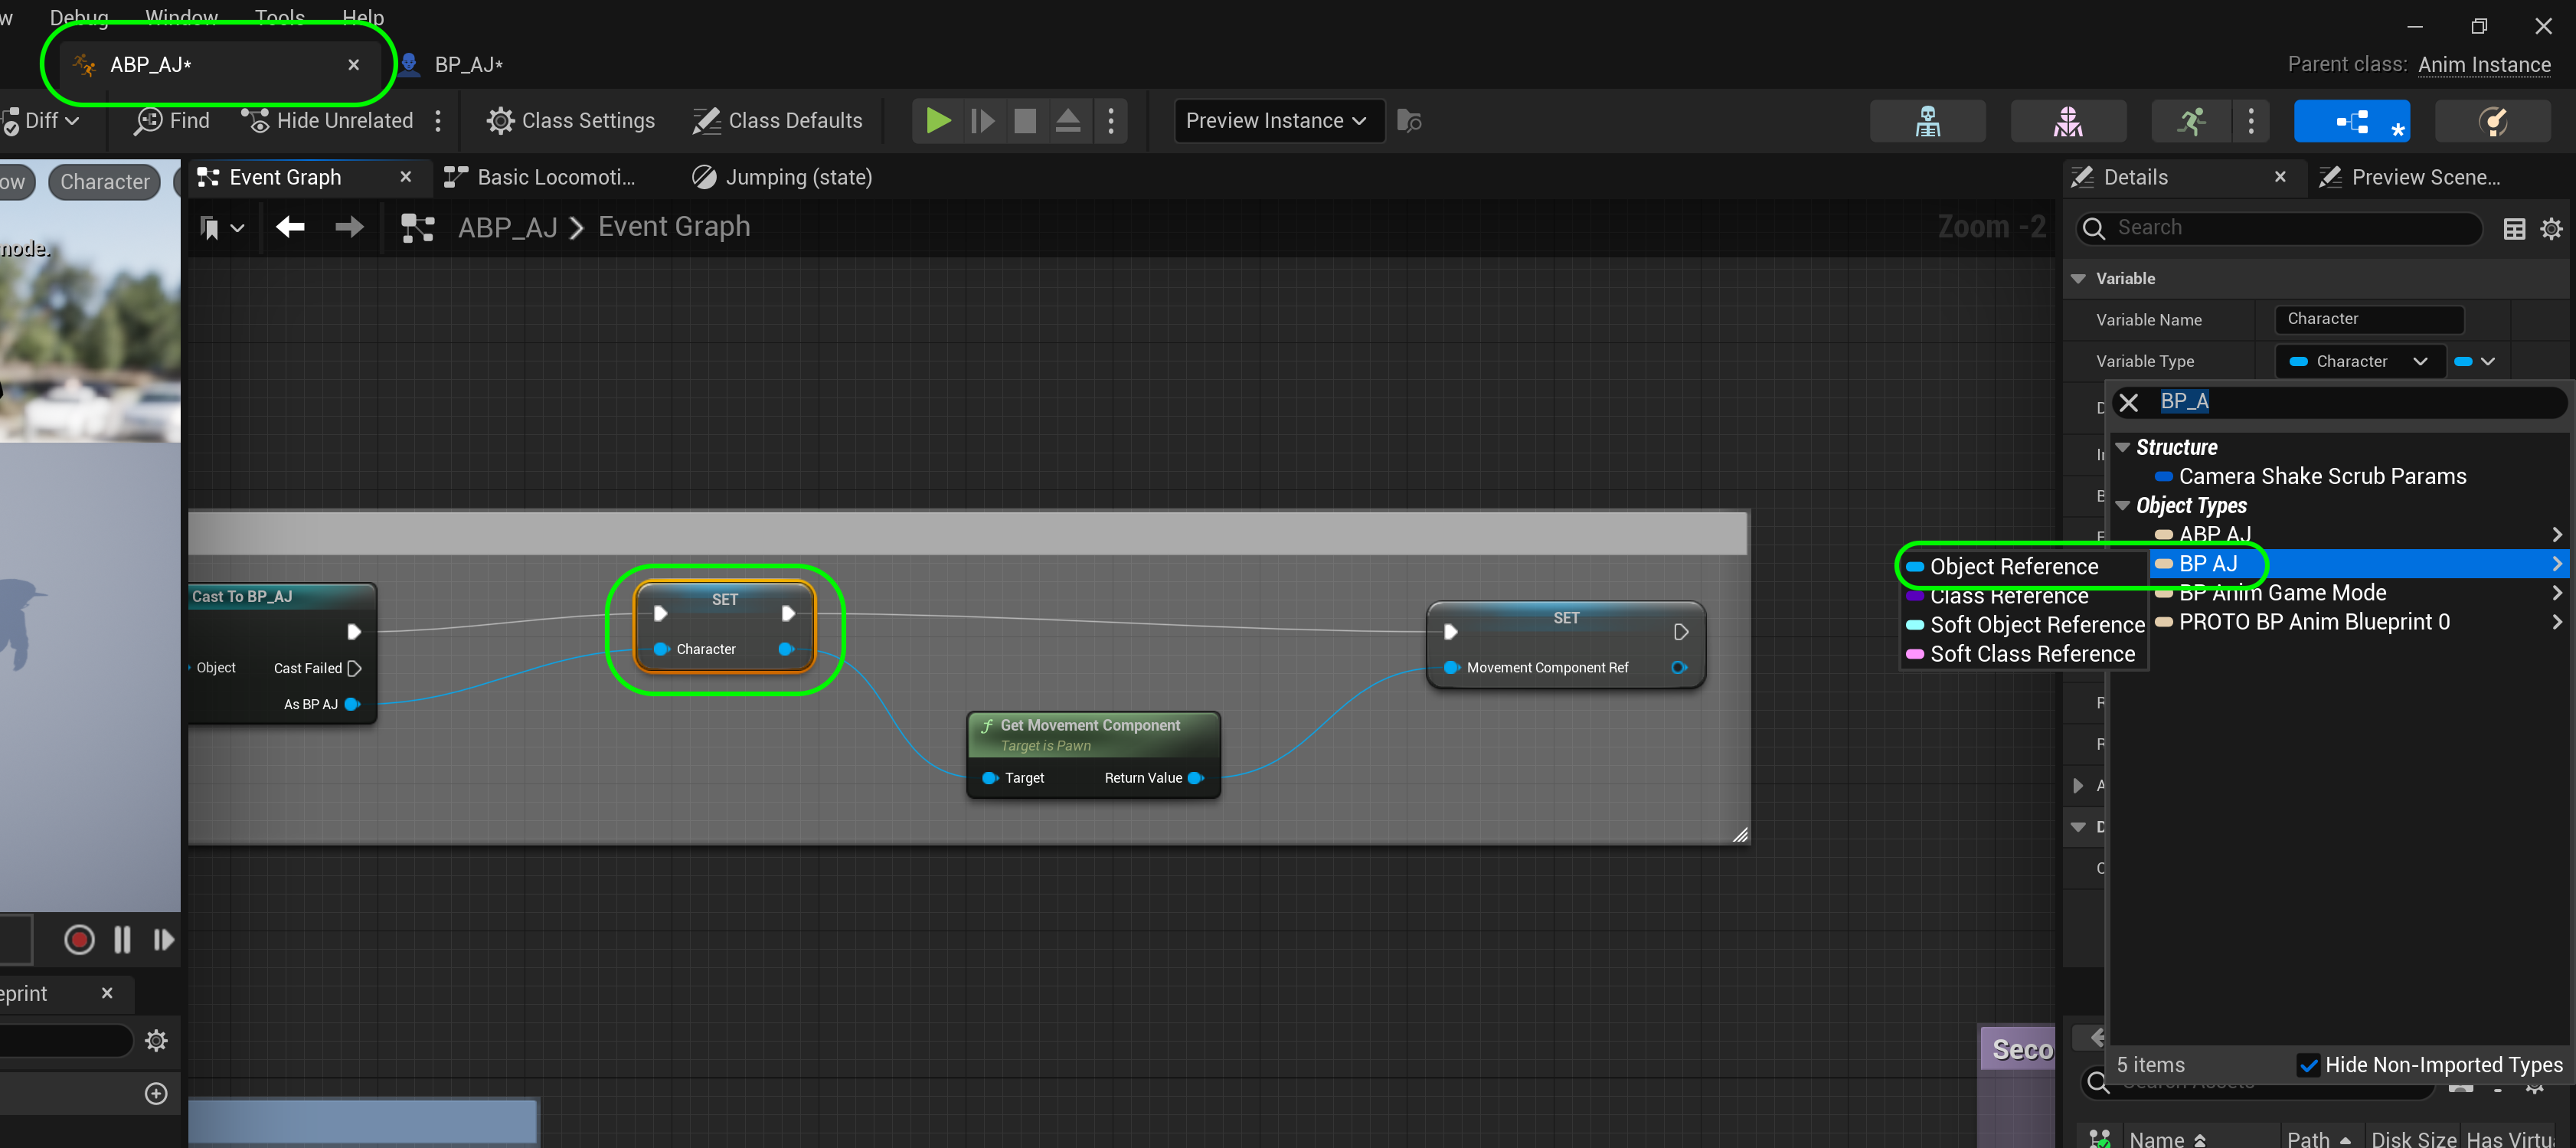 w Debug Window Tools Help
ABP_AJ*
BP_AJ*
Parent class: Anim Instance
Diff
Find
Hide Unrelated
Class Settings
Class Defaults
Preview Instance
ow
Character
Event Graph
Basic Locomoti...
Jumping (state)
Details
Preview Scene...
ABP_AJ > Event Graph
Zoom -2
Search
node.
Variable
Variable Name
Character
Variable Type
Character
BP_A
Structure
Camera Shake Scrub Params
Object Types
ABP AJ
Object Reference
BP AJ
Class Reference
BP Anim Game Mode
Soft Object Reference
PROTO BP Anim Blueprint 0
Soft Class Reference
Cast To BP_AJ
Object
Cast Failed
As BP AJ
SET
Character
SET
Movement Component Ref
Get Movement Component
Target is Pawn
Target
Return Value
eprint
Seco
5 items
Hide Non-Imported Types
Search Assets
Name
Path
Disk Size
Has Virtu